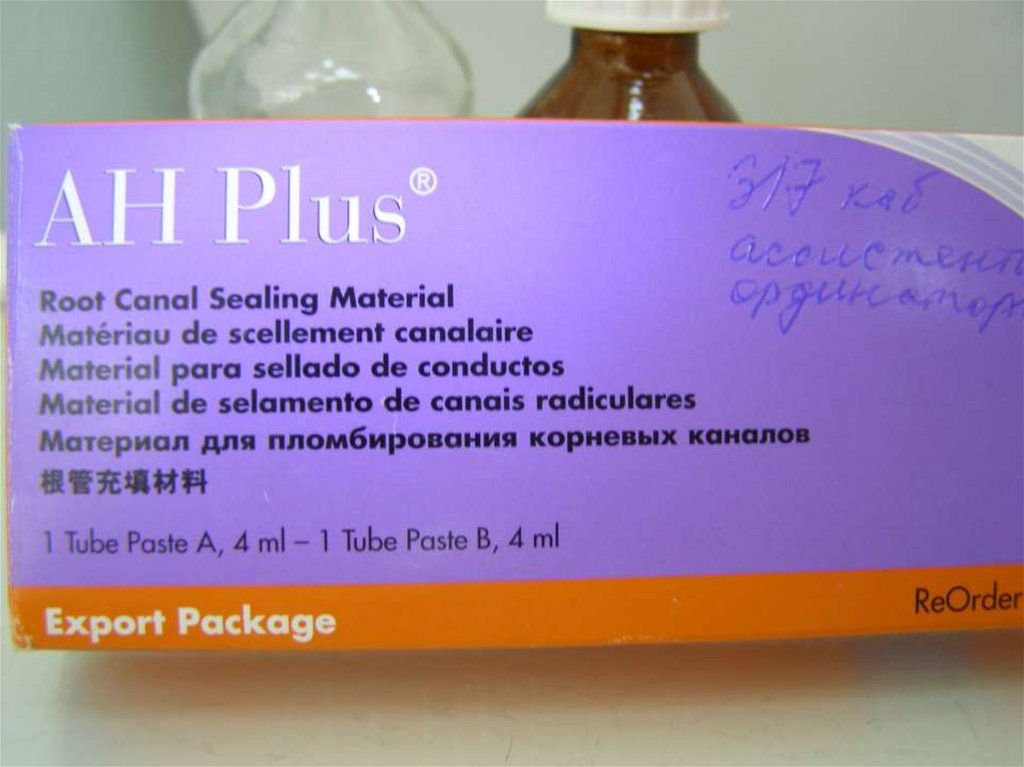 AH Plus®
317 каб
ассистенты
ординатор
Root Canal Sealing Material
Matériau de scellement canalaire
Material para sellado de conductos
Material de selamento de canais radiculares
Материал для пломбирования корневых каналов
根管充填材料
1 Tube Paste A, 4 ml – 1 Tube Paste B, 4 ml
Export Package
ReOrder